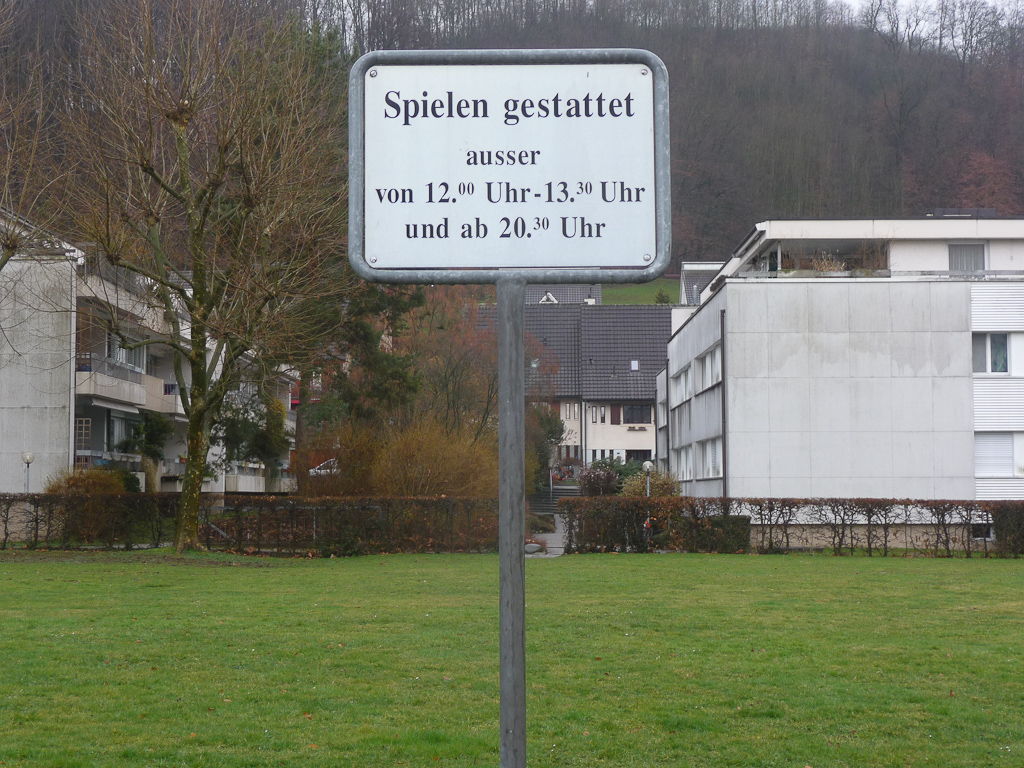 Spielen gestattet
ausser
von 12.⁰⁰ Uhr-13.³⁰ Uhr
und ab 20.³⁰ Uhr